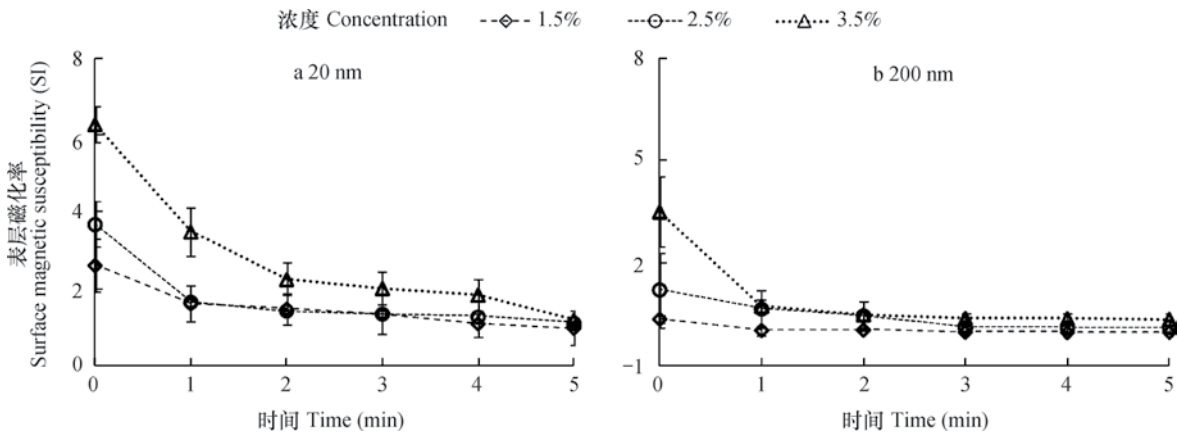 浓度 Concentration 1.5% 2.5% 3.5%
表层磁化率
Surface magnetic susceptibility (SI)
a 20 nm
8
6
4
2
0
0 1 2 3 4 5
时间 Time (min)
b 200 nm
8
5
2
−1
0 1 2 3 4 5
时间 Time (min)